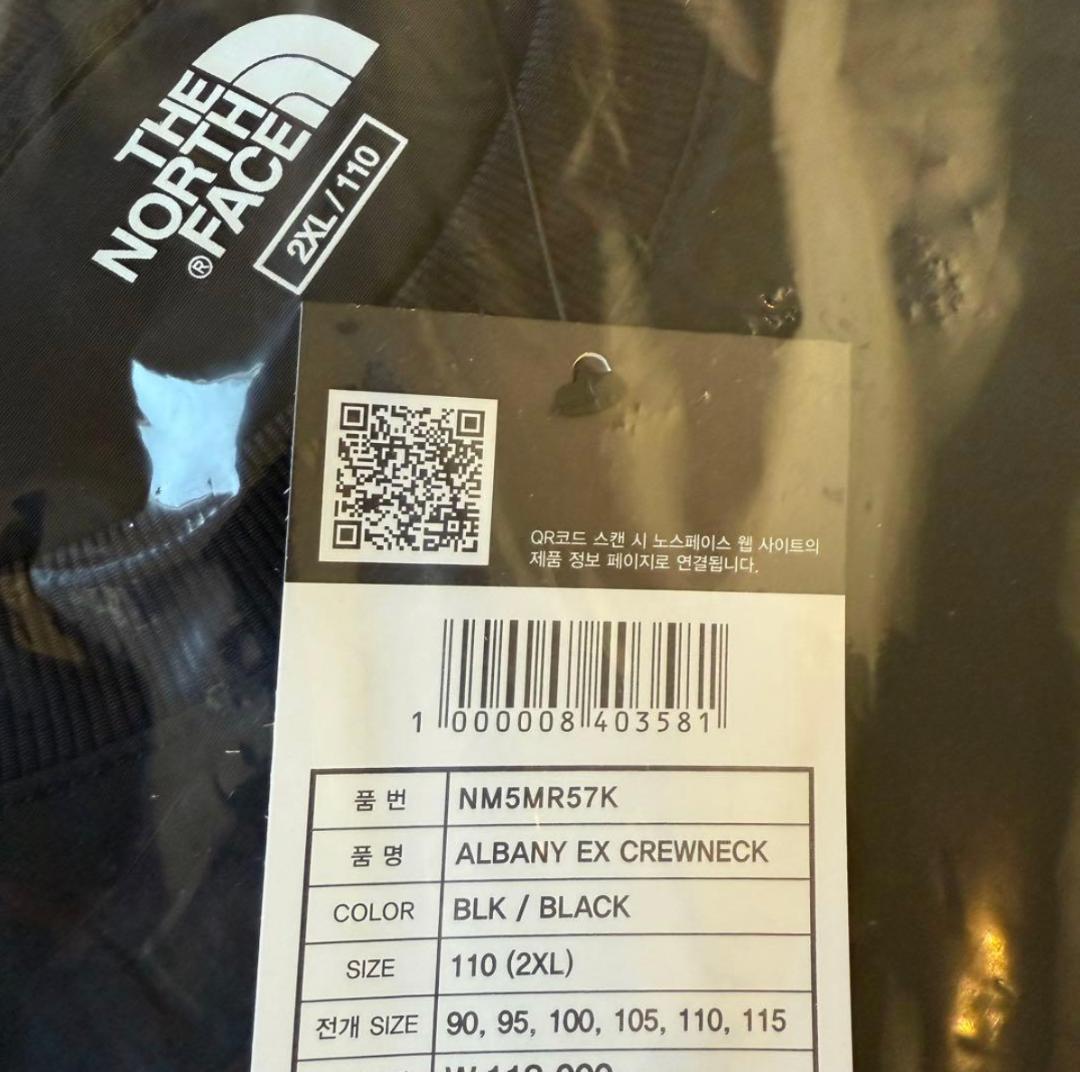 THE
NORTH
FACE
®
2XL / 110
QR코드 스캔 시 노스페이스 웹 사이트의
제품 정보 페이지로 연결됩니다.
1 000008 403581
품 번 NM5MR57K
품 명 ALBANY EX CREWNECK
COLOR BLK / BLACK
SIZE 110 (2XL)
전개 SIZE 90, 95, 100, 105, 110, 115